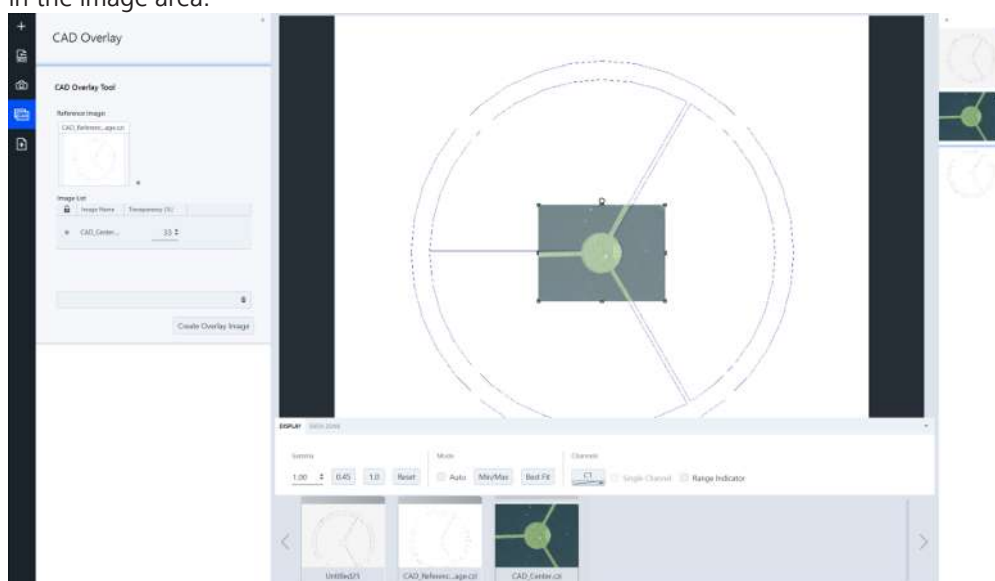 in the image area.
CAD Overlay
CAD Overlay Tool
Reference Image:
CAD_Referenc...age.czi
Image List
Image Name Transparency (%)
CAD_Center... 33
Create Overlay Image
DISPLAY DATA ZONE
Gamma Mode Channels
1.00 0.45 1.0 Reset Auto Min/Max Best Fit C1 Single Channel Range Indicator
Untitled25 CAD_Referenc...age.czi CAD_Center.czi